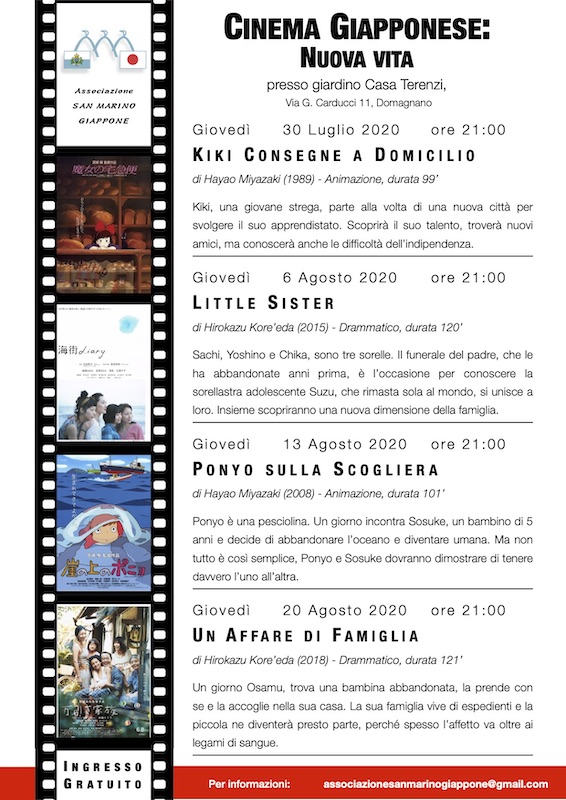 Associazione
SAN MARINO
GIAPPONE
魔女の宅急便
海街diary
崖の上のポニョ
万引き家族
INGRESSO
GRATUITO
CINEMA GIAPPONESE:
NUOVA VITA
presso giardino Casa Terenzi,
Via G. Carducci 11, Domagnano
Giovedì 30 Luglio 2020 ore 21:00
KIKI CONSEGNE A DOMICILIO
di Hayao Miyazaki (1989) - Animazione, durata 99’
Kiki, una giovane strega, parte alla volta di una nuova città per
svolgere il suo apprendistato. Scoprirà il suo talento, troverà nuovi
amici, ma conoscerà anche le difficoltà dell’indipendenza.
Giovedì 6 Agosto 2020 ore 21:00
LITTLE SISTER
di Hirokazu Kore’eda (2015) - Drammatico, durata 120’
Sachi, Yoshino e Chika, sono tre sorelle. Il funerale del padre, che le
ha abbandonate anni prima, è l’occasione per conoscere la
sorellastra adolescente Suzu, che rimasta sola al mondo, si unisce a
loro. Insieme scopriranno una nuova dimensione della famiglia.
Giovedì 13 Agosto 2020 ore 21:00
PONYO SULLA SCOGLIERA
di Hayao Miyazaki (2008) - Animazione, durata 101’
Ponyo è una pesciolina. Un giorno incontra Sosuke, un bambino di 5
anni e decide di abbandonare l’oceano e diventare umana. Ma non
tutto è così semplice, Ponyo e Sosuke dovranno dimostrare di tenere
davvero l’uno all’altra.
Giovedì 20 Agosto 2020 ore 21:00
UN AFFARE DI FAMIGLIA
di Hirokazu Kore’eda (2018) - Drammatico, durata 121’
Un giorno Osamu, trova una bambina abbandonata, la prende con
se e la accoglie nella sua casa. La sua famiglia vive di espedienti e la
piccola ne diventerà presto parte, perché spesso l’affetto va oltre ai
legami di sangue.
Per informazioni: associazionesanmarinogiappone@gmail.com